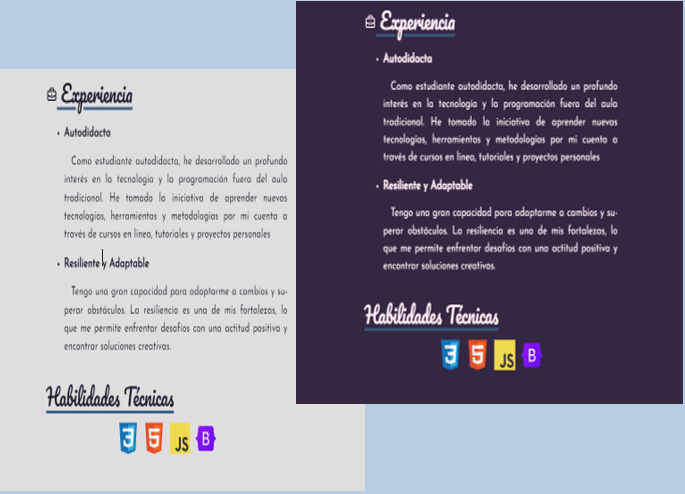 Experiencia
• Autodidacta
Como estudiante autodidacta, he desarrollado un profundo
interés en la tecnología y la programación fuera del aula
tradicional. He tomado la iniciativa de aprender nuevas
tecnologías, herramientas y metodologías por mi cuenta a
través de cursos en línea, tutoriales y proyectos personales
• Resiliente y Adaptable
Tengo una gran capacidad para adaptarme a cambios y su-
perar obstáculos. La resiliencia es una de mis fortalezas, lo
que me permite enfrentar desafíos con una actitud positiva y
encontrar soluciones creativas.
Habilidades Técnicas
3 5 JS B
Experiencia
• Autodidacta
Como estudiante autodidacta, he desarrollado un profundo
interés en la tecnología y la programación fuera del aula
tradicional. He tomado la iniciativa de aprender nuevas
tecnologías, herramientas y metodologías por mi cuenta a
través de cursos en línea, tutoriales y proyectos personales
• Resiliente y Adaptable
Tengo una gran capacidad para adaptarme a cambios y su-
perar obstáculos. La resiliencia es una de mis fortalezas, lo
que me permite enfrentar desafíos con una actitud positiva y
encontrar soluciones creativas.
Habilidades Técnicas
3 5 JS B